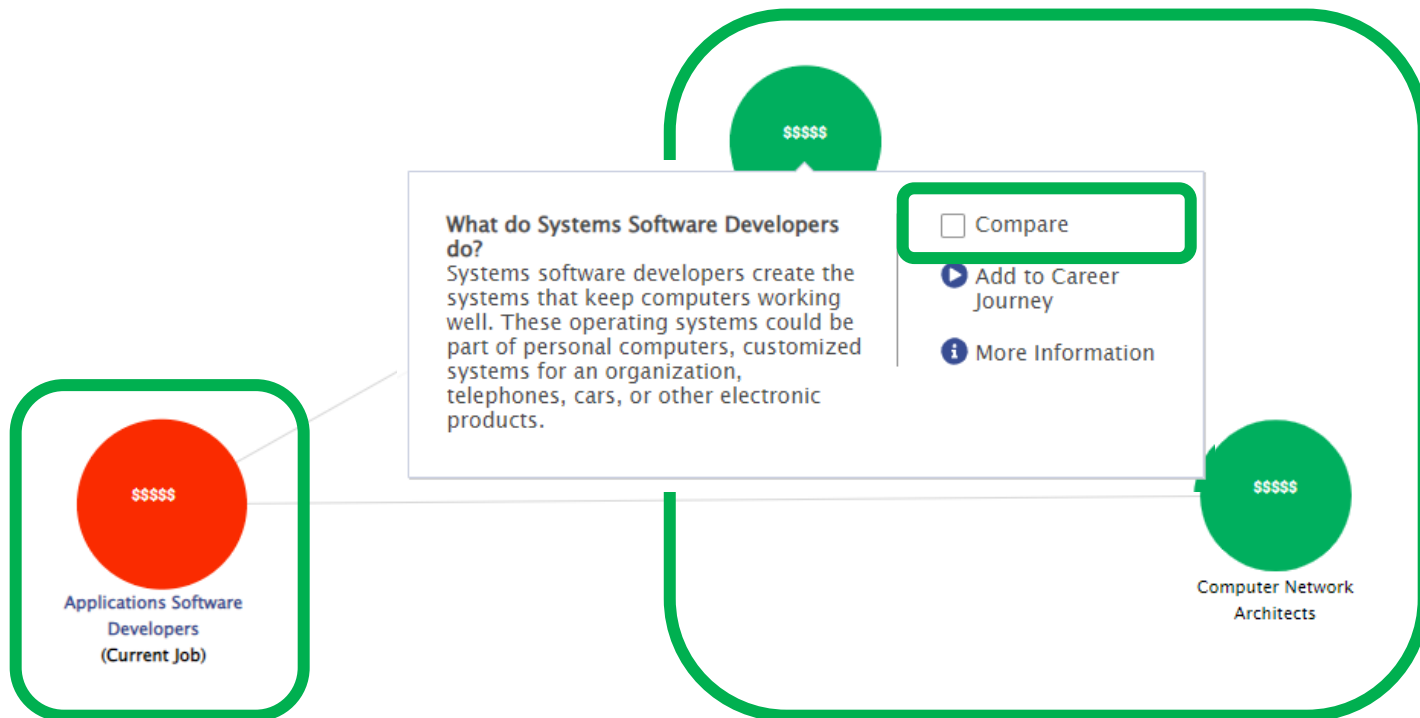 $$$$$
What do Systems Software Developers
do?
Systems software developers create the
systems that keep computers working
well. These operating systems could be
part of personal computers, customized
systems for an organization,
telephones, cars, or other electronic
products.
Compare
Add to Career
Journey
More Information
$$$$$
Applications Software
Developers
(Current Job)
$$$$$
Computer Network
Architects